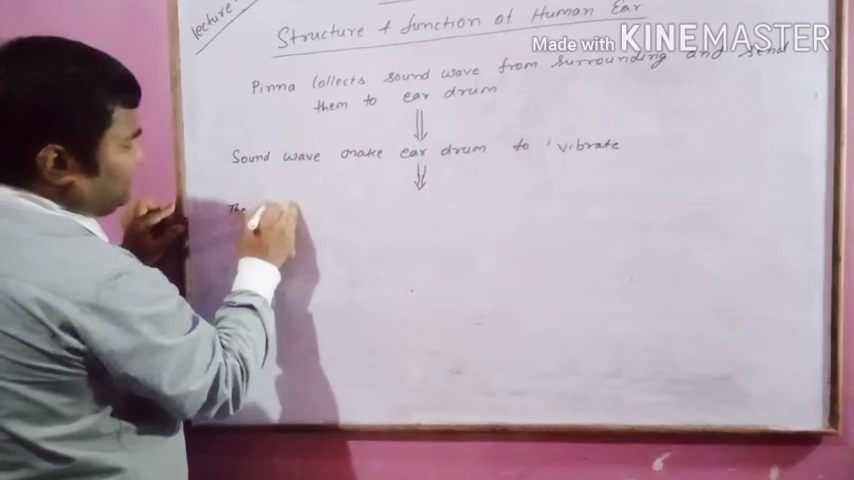 Lecture:
Structure & function of Human Ear
Made with KINEMASTER
Pinna Collects sound wave from surrounding and send
them to ear drum
Sound wave make ear drum to vibrate
The